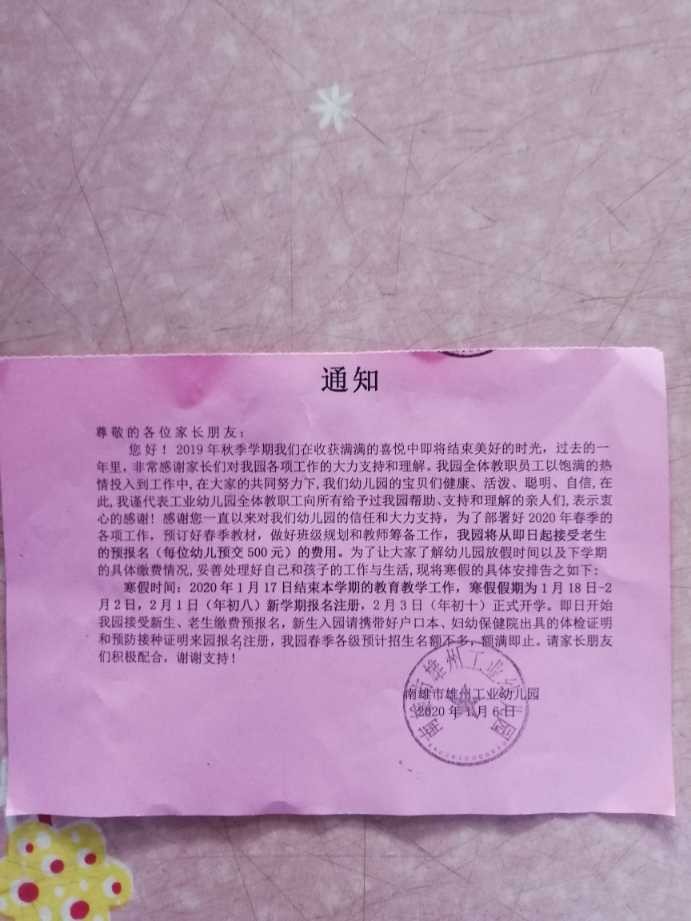 通知
尊敬的各位家长朋友：
您好！2019年秋季学期我们在收获满满的喜悦中即将结束美好的时光，过去的一
年里，非常感谢家长们对我园各项工作的大力支持和理解。我园全体教职员工以饱满的热
情投入到工作中，在大家的共同努力下，我们幼儿园的宝贝们健康、活泼、聪明、自信，在
此，我谨代表工业幼儿园全体教职工向所有给予过我园帮助、支持和理解的亲人们，表示衷
心的感谢！感谢您一直以来对我们幼儿园的信任和大力支持，为了部署好2020年春季的
各项工作，预订好春季教材，做好班级规划和教师筹备工作，我园将从即日起接受老生
的预报名（每位幼儿预交500元）的费用。为了让大家了解幼儿园放假时间以及下学期
的具体缴费情况，妥善处理好自己和孩子的工作与生活，现将寒假的具体安排告之如下：
寒假时间：2020年1月17日结束本学期的教育教学工作，寒假假期为1月18日-2
月2日，2月1日（年初八）新学期报名注册，2月3日（年初十）正式开学。即日开始
我园接受新生、老生缴费预报名，新生入园请携带好户口本、妇幼保健院出具的体检证明
和预防接种证明来园报名注册，我园春季各级预计招生名额不多，额满即止。请家长朋友
们积极配合，谢谢支持！
南雄市雄州工业幼儿园
2020年1月6日